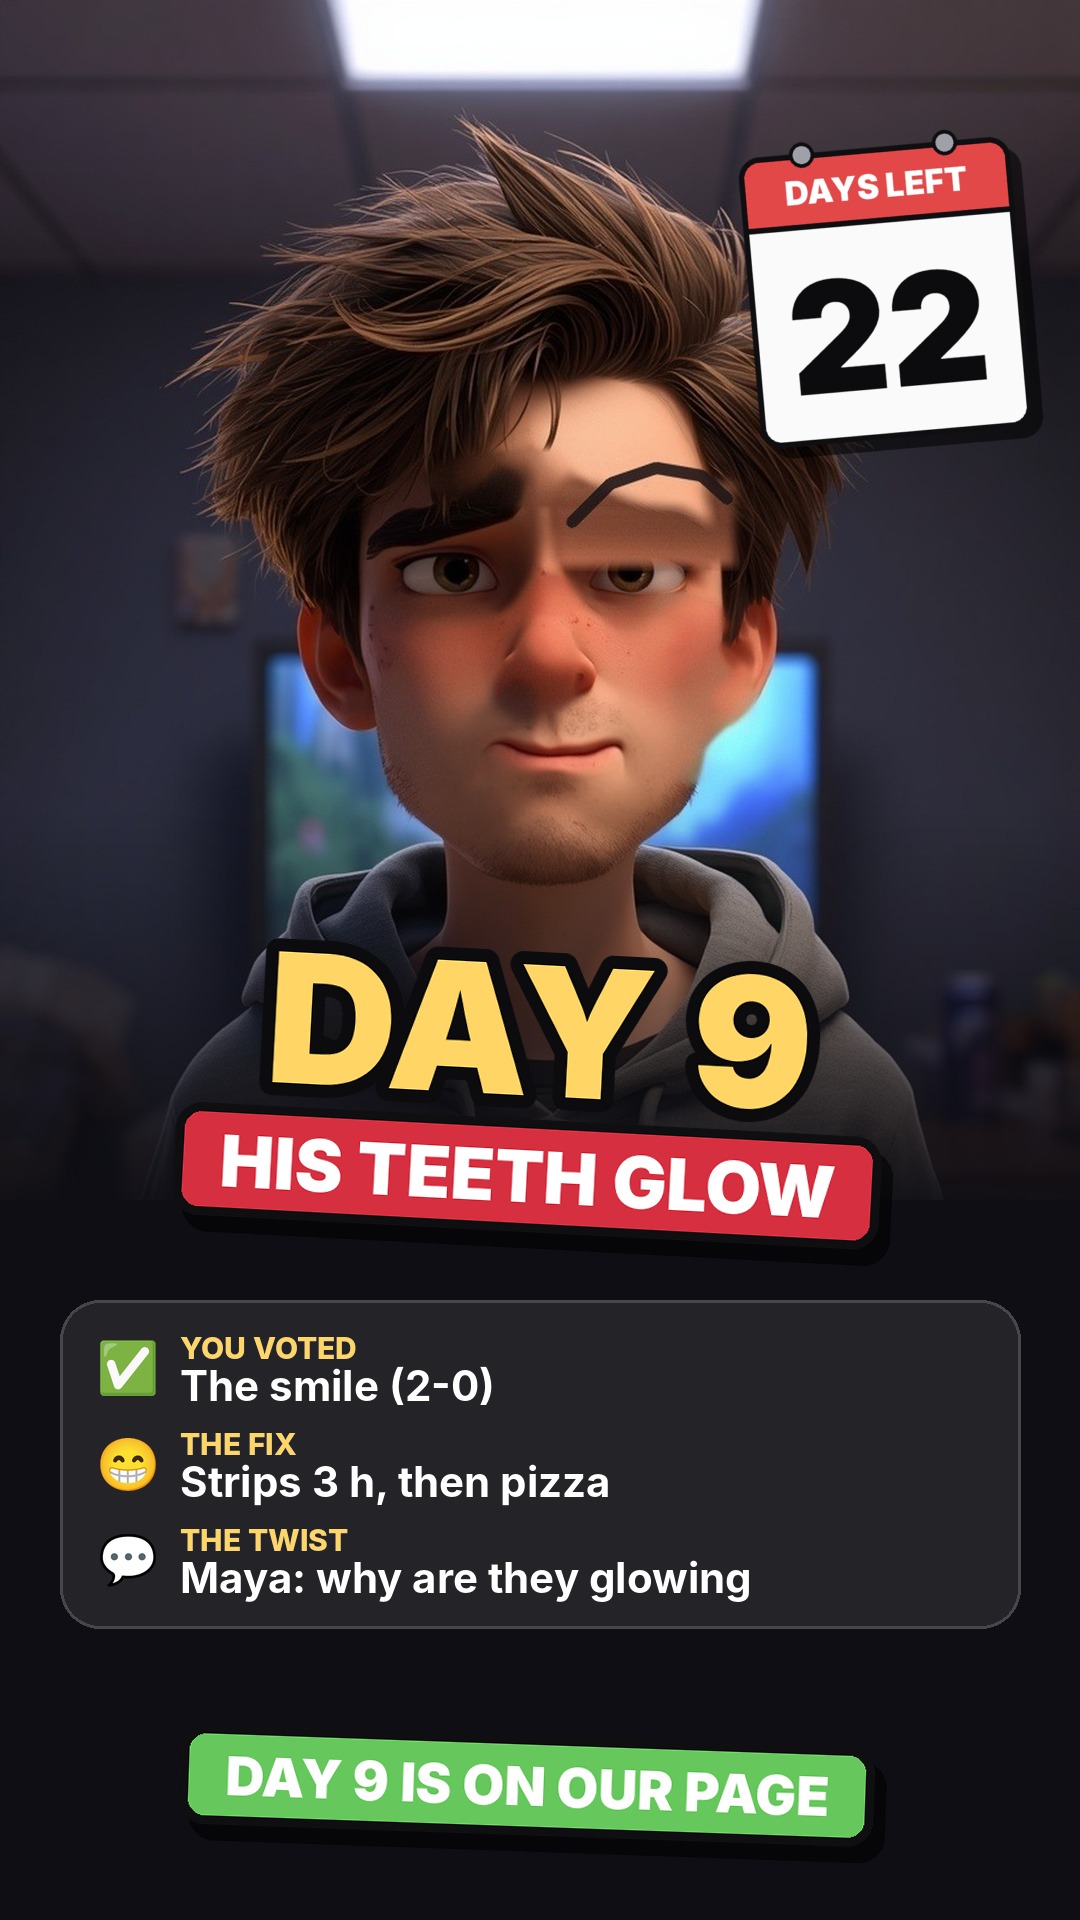 DAYS LEFT
22
DAY 9
HIS TEETH GLOW
YOU VOTED
The smile (2-0)
THE FIX
Strips 3 h, then pizza
THE TWIST
Maya: why are they glowing
DAY 9 IS ON OUR PAGE